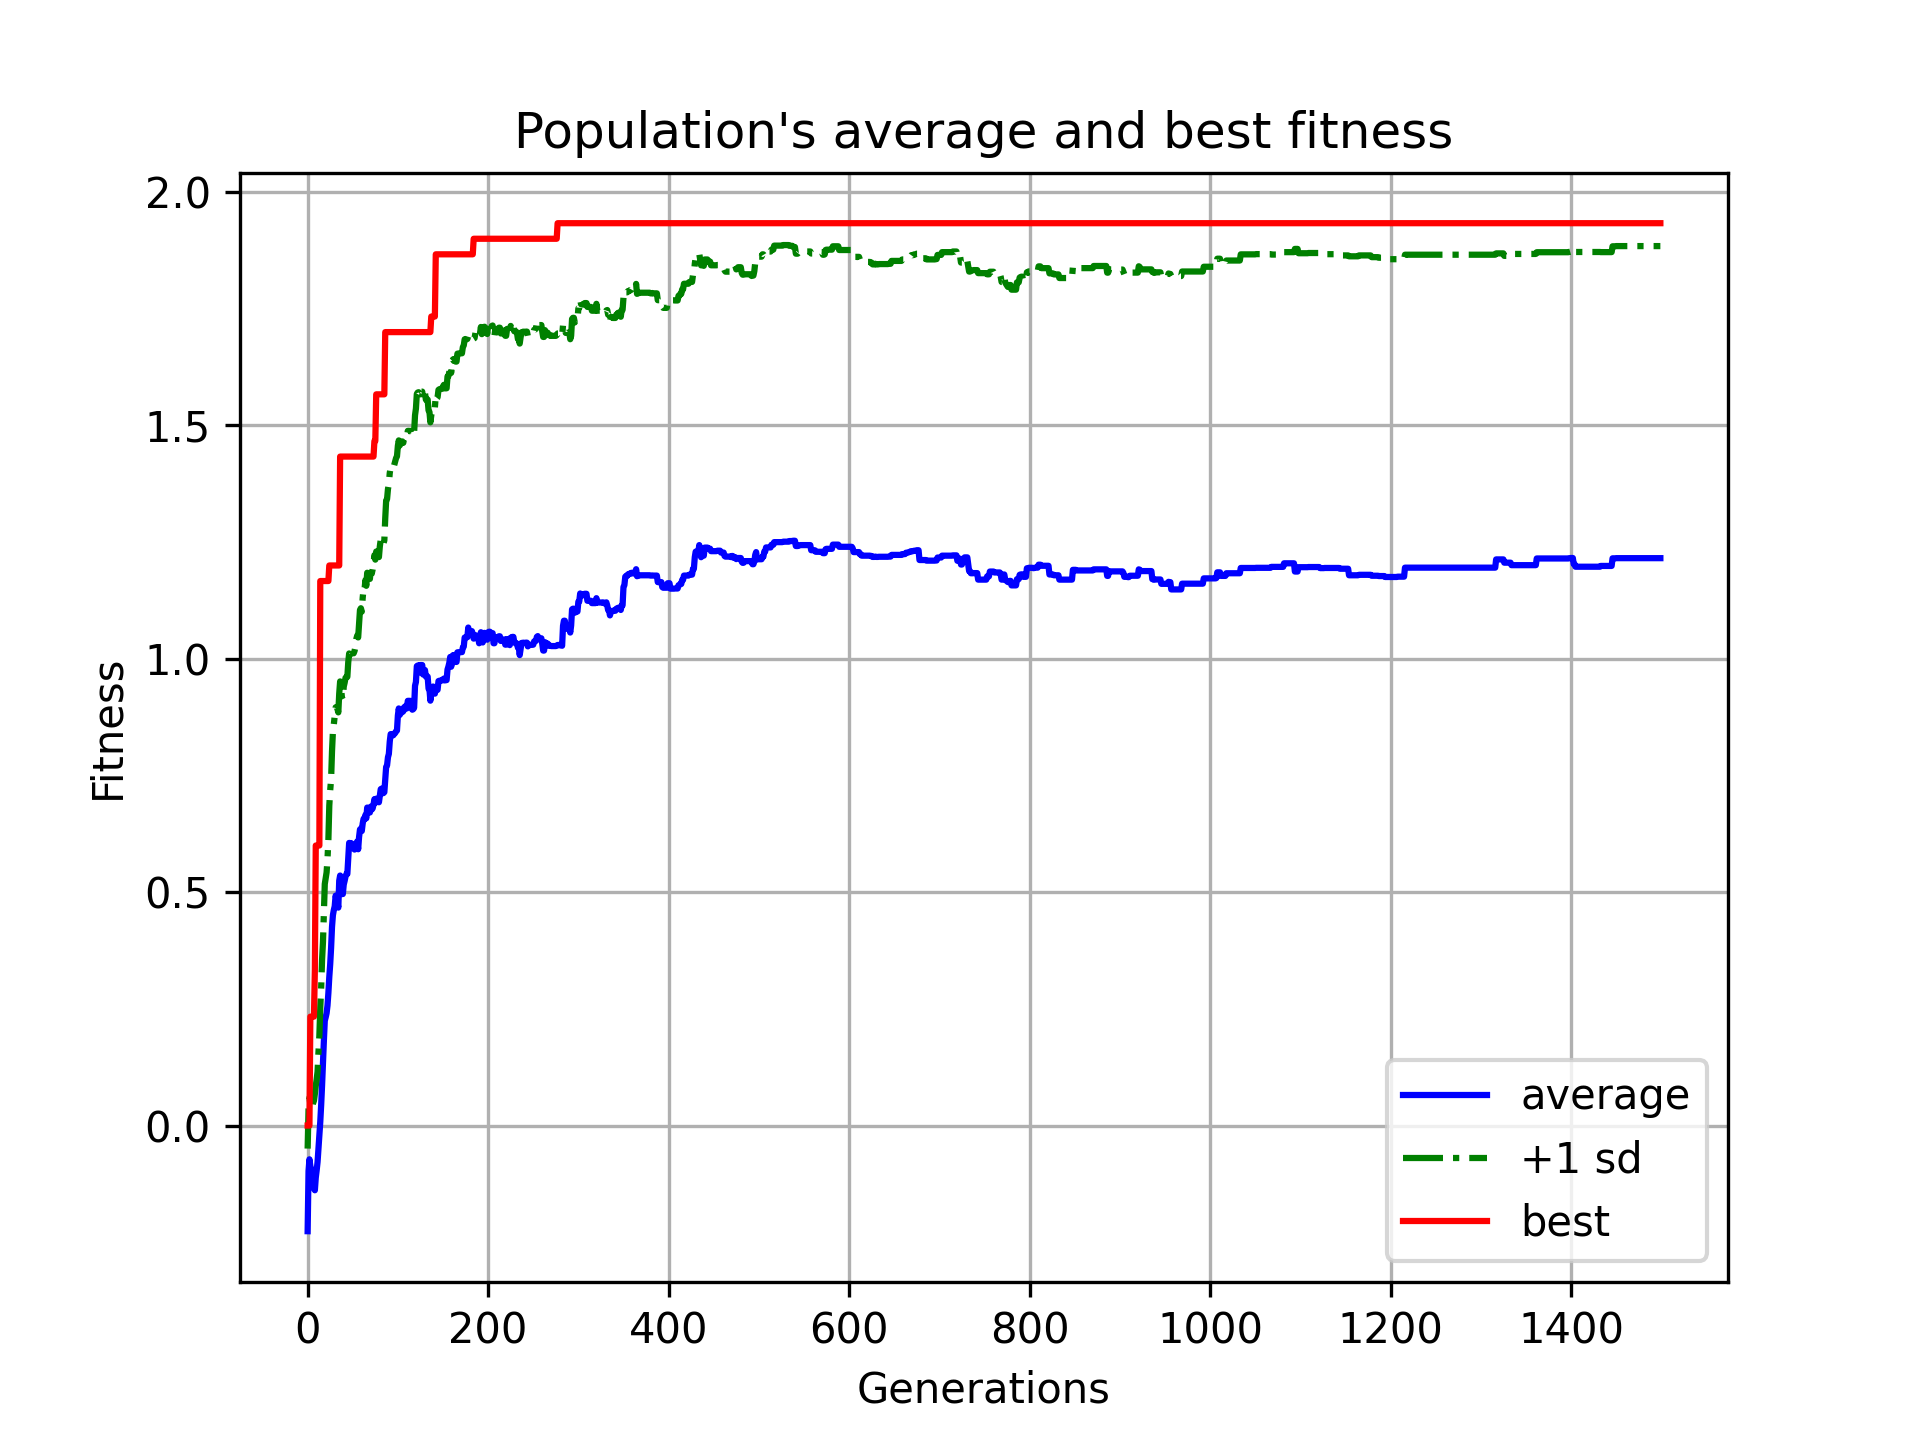 Population's average and best fitness
2.0
1.5
1.0
0.5
0.0
Fitness
0 200 400 600 800 1000 1200 1400
Generations
average
+1 sd
best